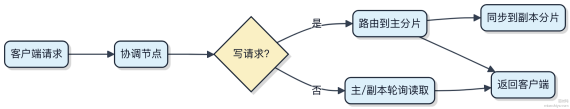 客户端请求
协调节点
写请求?
是
路由到主分片
同步到副本分片
否
主/副本轮询读取
返回客户端